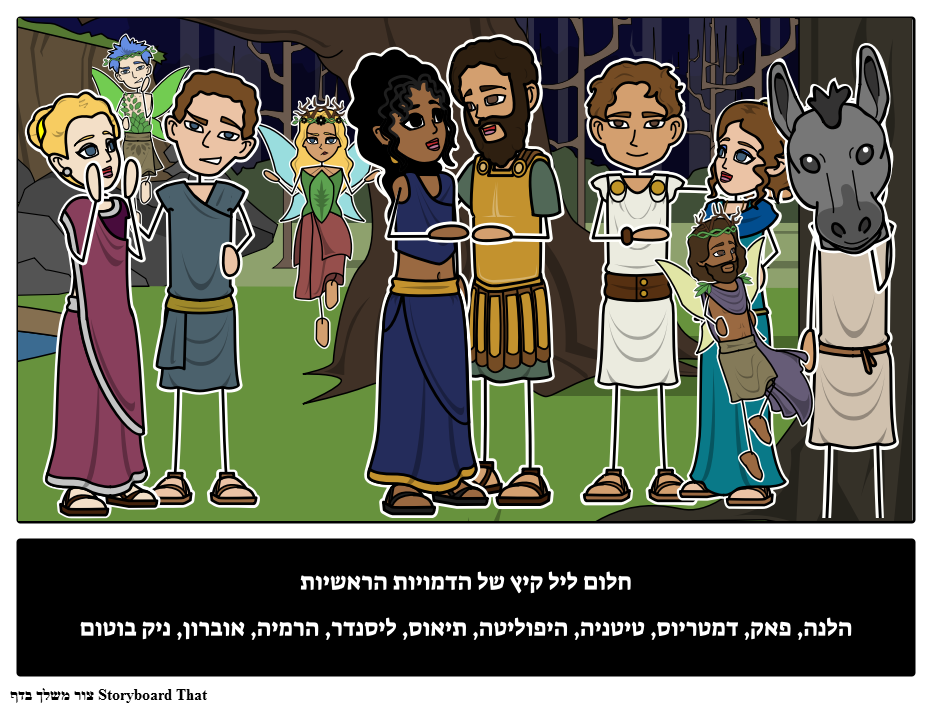 חלום ליל קיץ של הדמויות הראשיות
הלנה, פאק, דמטריוס, טיטניה, היפוליטה, תיאוס, ליסנדר, הרמיה, אוברון, ניק בוטום
צור משלך בדף Storyboard That